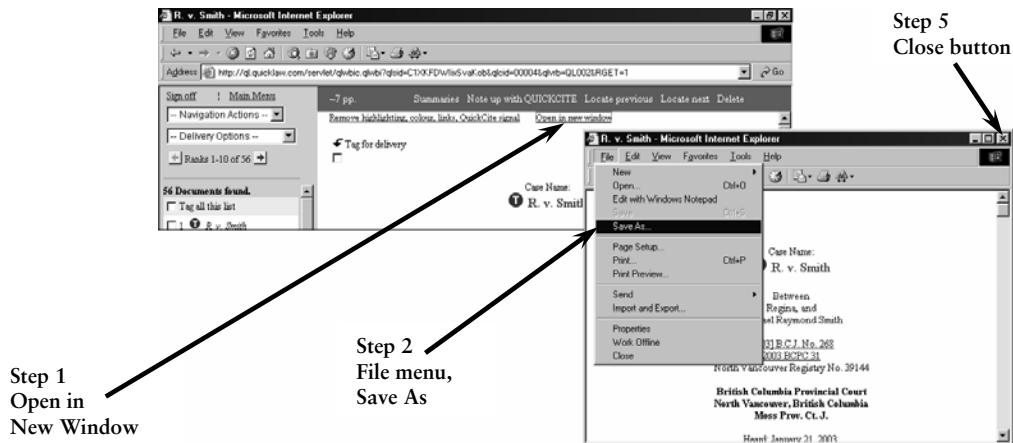 R. v. Smith - Microsoft Internet Explorer
File Edit View Favorites Tools Help
Address http://ql.quicklaw.com/servlet/qlwbic.qlwbi?qlsid=
Go
Sign off ¦ Main Menu
-- Navigation Actions --
-- Delivery Options --
Ranks 1-10 of 56
56 Documents found.
Tag all this list
1. T R. v. Smith
~7 pp. Summaries Note up with QUICKCITE Locate previous Locate next Delete
Remove highlighting, colour, links, QuickCite signal Open in new window
Tag for delivery
Case Name:
T R. v. Smit
Step 5
Close button
R. v. Smith - Microsoft Internet Explorer
File Edit View Favorites Tools Help
New
Open... Ctrl+O
Edit with Windows Notepad
Save Ctrl+S
Save As...
Page Setup...
Print... Ctrl+P
Print Preview...
Send
Import and Export...
Properties
Work Offline
Close
Case Name:
R. v. Smith
Between
Regina, and
el Raymond Smith
3] B.C.J. No. 268
2003 BCPC 31
North Vancouver Registry No. 39144
British Columbia Provincial Court
North Vancouver, British Columbia
Moss Prov. Ct. J.
Heard: January 21, 2003
Step 2
File menu,
Save As
Step 1
Open in
New Window